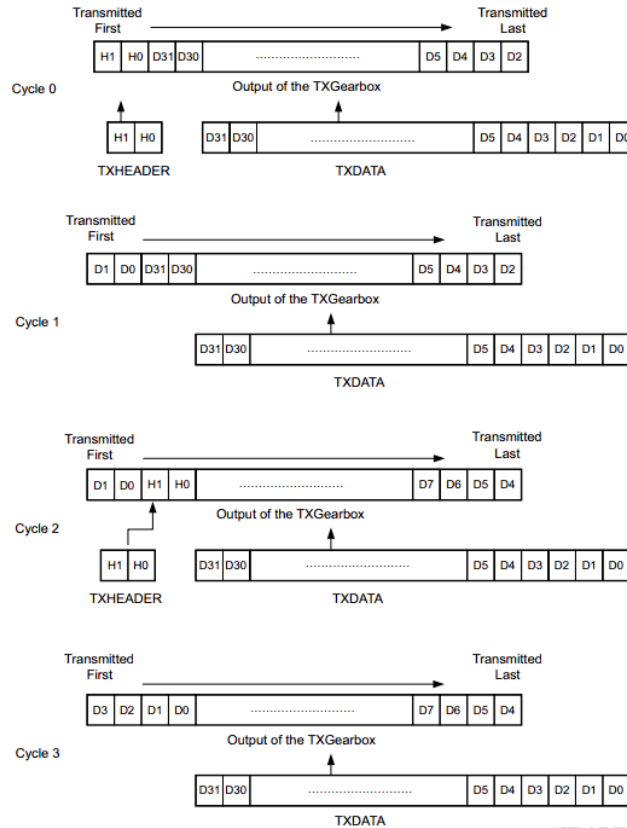 Transmitted First
Transmitted Last
H1 H0 D31 D30 ................................... D5 D4 D3 D2
Cycle 0
Output of the TXGearbox
H1 H0
D31 D30 ................................... D5 D4 D3 D2 D1 D0
TXHEADER
TXDATA
Transmitted First
Transmitted Last
D1 D0 D31 D30 ................................... D5 D4 D3 D2
Output of the TXGearbox
Cycle 1
D31 D30 ................................... D5 D4 D3 D2 D1 D0
TXDATA
Transmitted First
Transmitted Last
D1 D0 H1 H0 ................................... D7 D6 D5 D4
Output of the TXGearbox
Cycle 2
H1 H0
D31 D30 ................................... D5 D4 D3 D2 D1 D0
TXHEADER
TXDATA
Transmitted First
Transmitted Last
D3 D2 D1 D0 ................................... D7 D6 D5 D4
Output of the TXGearbox
Cycle 3
D31 D30 ................................... D5 D4 D3 D2 D1 D0
TXDATA